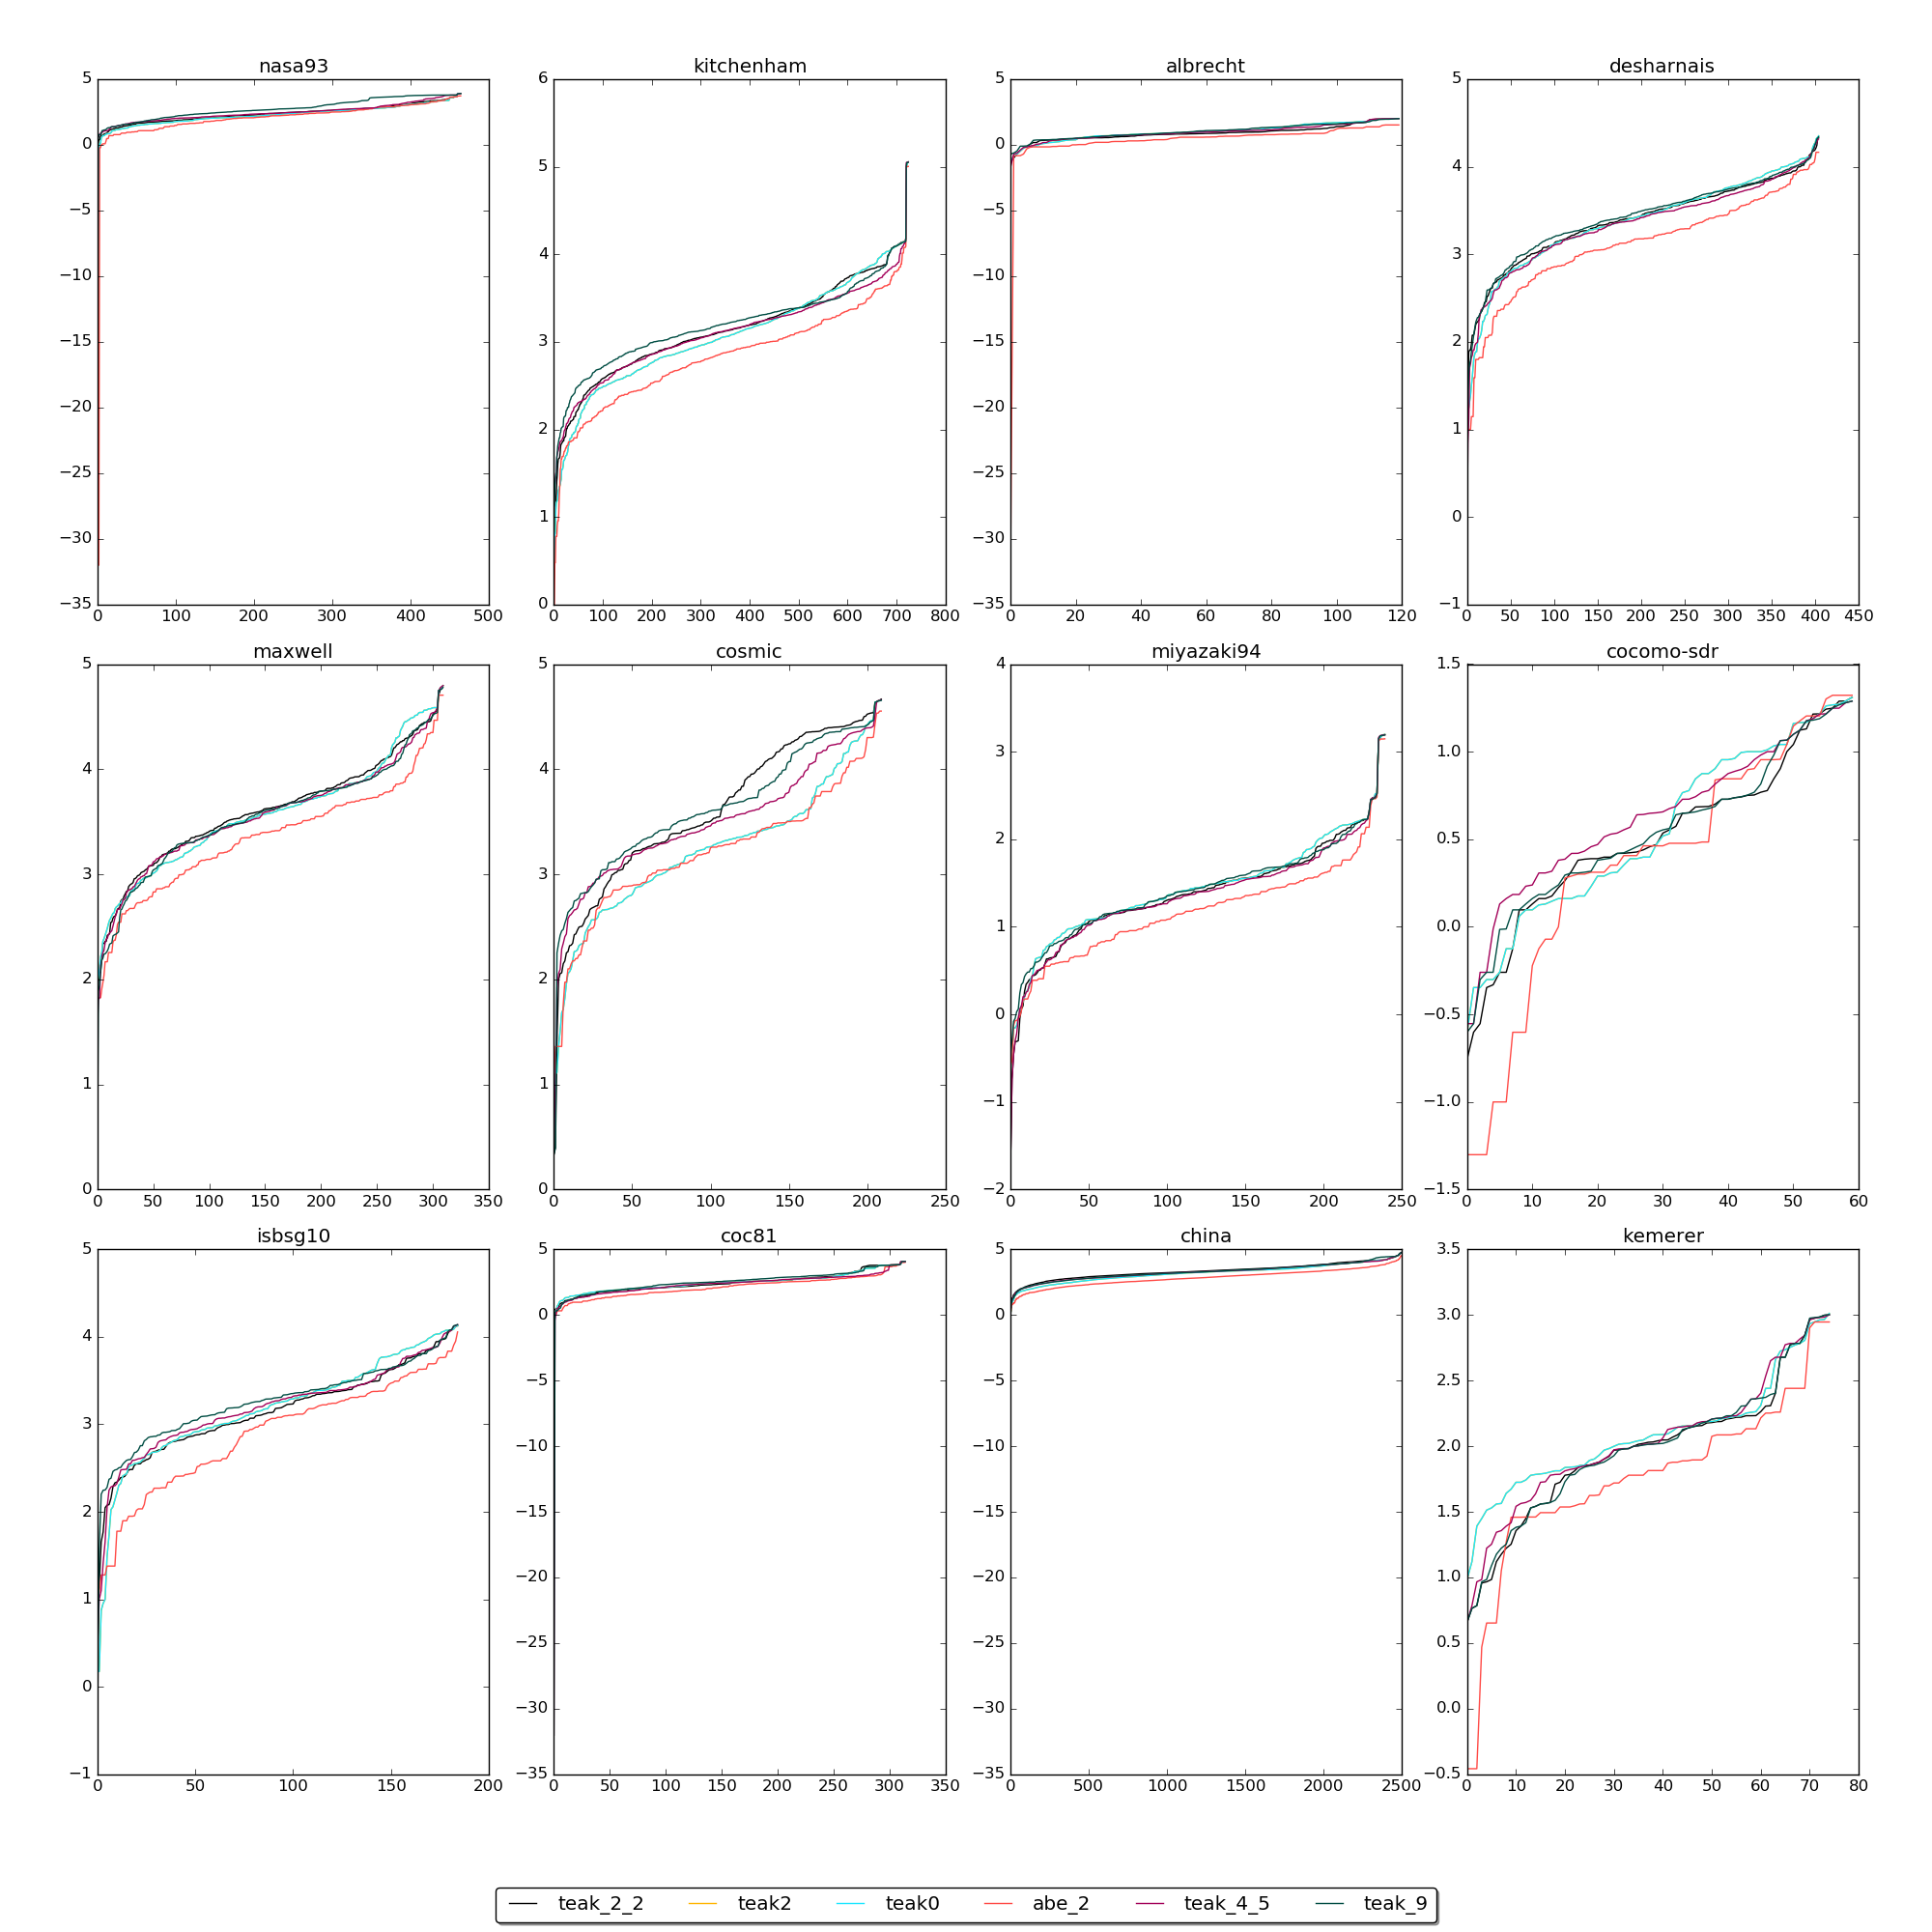 nasa93 kitchenham albrecht desharnais
5 0 −5 −10 −15 −20 −25 −30 −35
0 100 200 300 400 500
6 5 4 3 2 1 0
0 100 200 300 400 500 600 700 800
5 0 −5 −10 −15 −20 −25 −30 −35
0 20 40 60 80 100 120
5 4 3 2 1 0 −1
0 50 100 150 200 250 300 350 400 450
maxwell cosmic miyazaki94 cocomo-sdr
5 4 3 2 1 0
0 50 100 150 200 250 300 350
5 4 3 2 1 0
0 50 100 150 200 250
4 3 2 1 0 −1 −2
0 50 100 150 200 250
1.5 1.0 0.5 0.0 −0.5 −1.0 −1.5
0 10 20 30 40 50 60
isbsg10 coc81 china kemerer
5 4 3 2 1 0 −1
0 50 100 150 200
5 0 −5 −10 −15 −20 −25 −30 −35
0 50 100 150 200 250 300 350
5 0 −5 −10 −15 −20 −25 −30 −35
0 500 1000 1500 2000 2500
3.5 3.0 2.5 2.0 1.5 1.0 0.5 0.0 −0.5
0 10 20 30 40 50 60 70 80
teak_2_2 teak2 teak0 abe_2 teak_4_5 teak_9